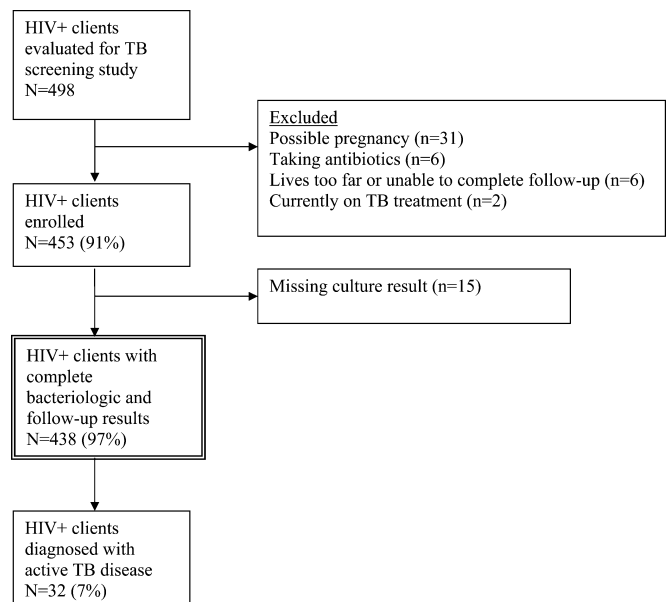 HIV+ clients
evaluated for TB
screening study
N=498
Excluded
Possible pregnancy (n=31)
Taking antibiotics (n=6)
Lives too far or unable to complete follow-up (n=6)
Currently on TB treatment (n=2)
HIV+ clients
enrolled
N=453 (91%)
Missing culture result (n=15)
HIV+ clients with
complete
bacteriologic and
follow-up results
N=438 (97%)
HIV+ clients
diagnosed with
active TB disease
N=32 (7%)